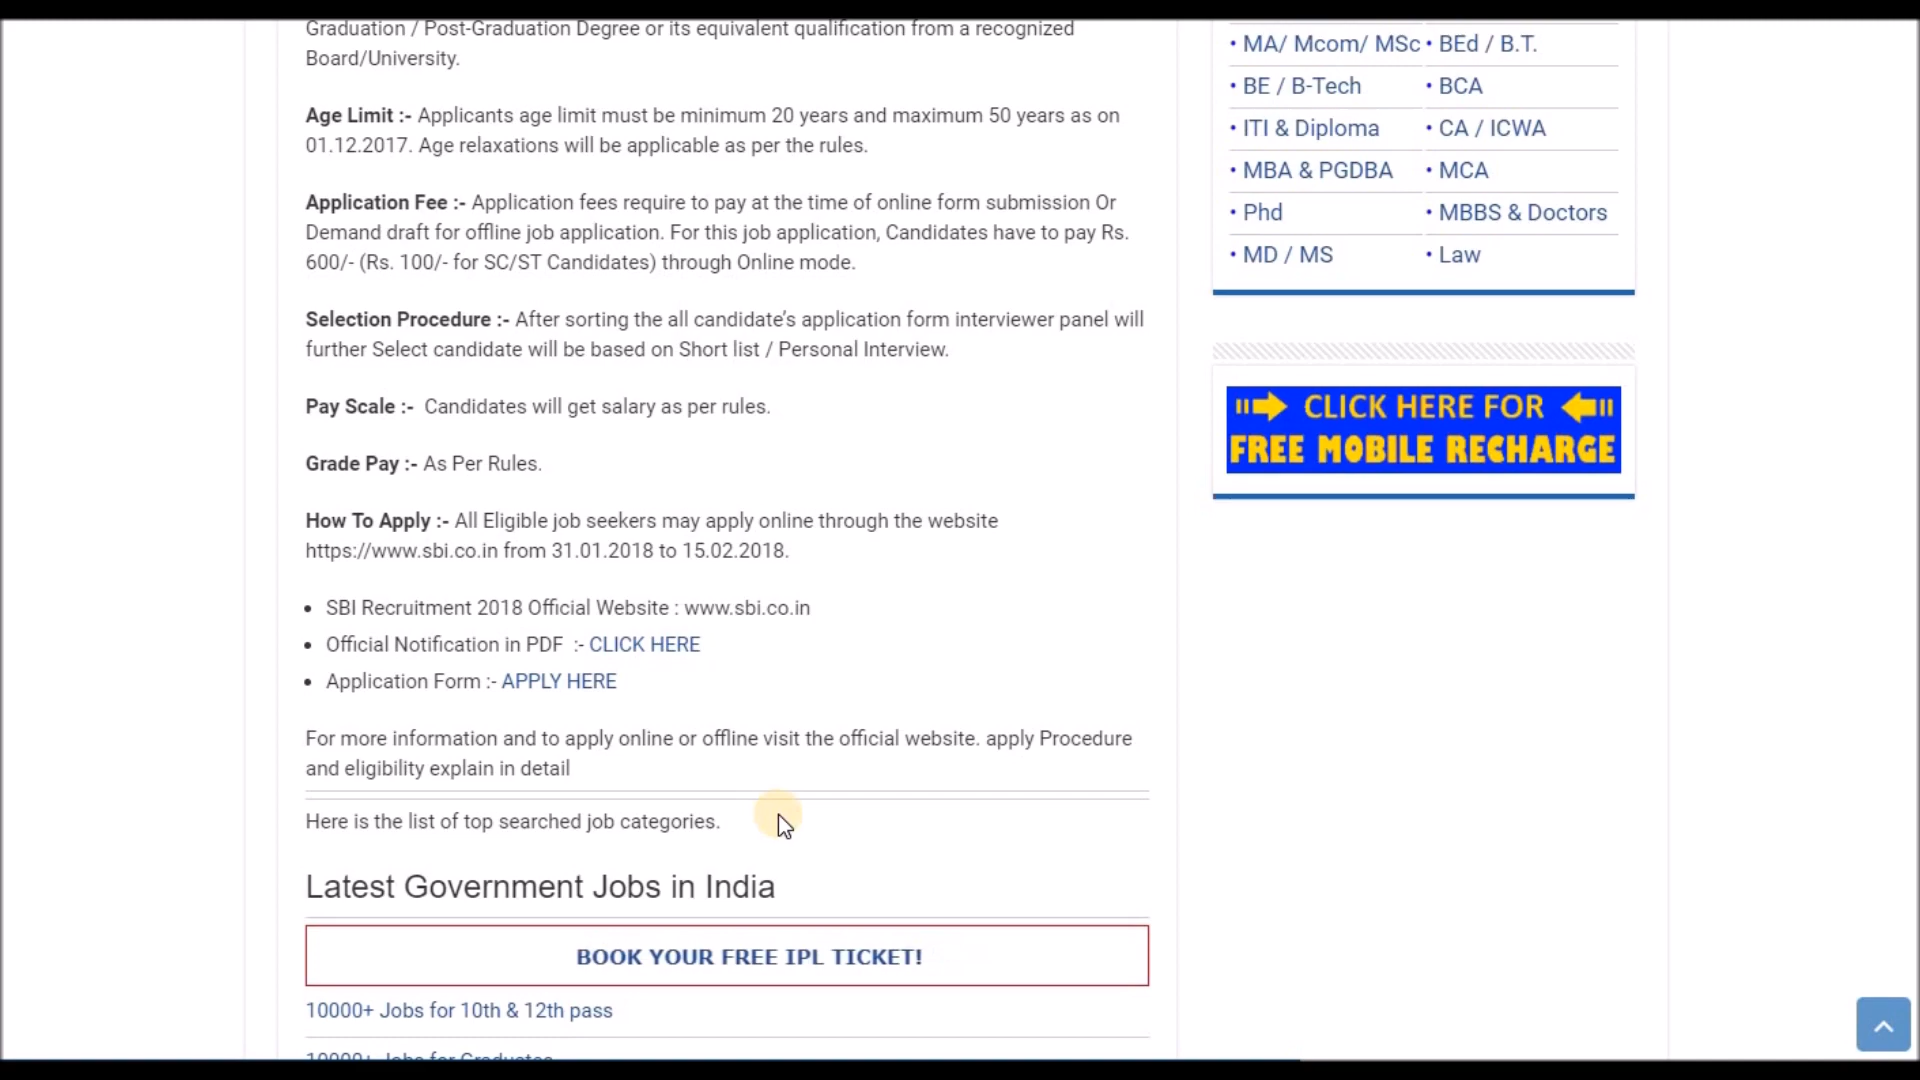 Graduation / Post-Graduation Degree or its equivalent qualification from a recognized
Board/University.
Age Limit :- Applicants age limit must be minimum 20 years and maximum 50 years as on
01.12.2017. Age relaxations will be applicable as per the rules.
Application Fee :- Application fees require to pay at the time of online form submission Or
Demand draft for offline job application. For this job application, Candidates have to pay Rs.
600/- (Rs. 100/- for SC/ST Candidates) through Online mode.
Selection Procedure :- After sorting the all candidate’s application form interviewer panel will
further Select candidate will be based on Short list / Personal Interview.
Pay Scale :-  Candidates will get salary as per rules.
Grade Pay :- As Per Rules.
How To Apply :- All Eligible job seekers may apply online through the website
https://www.sbi.co.in from 31.01.2018 to 15.02.2018.
• SBI Recruitment 2018 Official Website : www.sbi.co.in
• Official Notification in PDF  :- CLICK HERE
• Application Form :- APPLY HERE
For more information and to apply online or offline visit the official website. apply Procedure
and eligibility explain in detail
Here is the list of top searched job categories.
Latest Government Jobs in India
BOOK YOUR FREE IPL TICKET!
10000+ Jobs for 10th & 12th pass
10000+ Jobs for Graduates
• MA/ Mcom/ MSc • BEd / B.T.
• BE / B-Tech • BCA
• ITI & Diploma • CA / ICWA
• MBA & PGDBA • MCA
• Phd • MBBS & Doctors
• MD / MS • Law
CLICK HERE FOR
FREE MOBILE RECHARGE